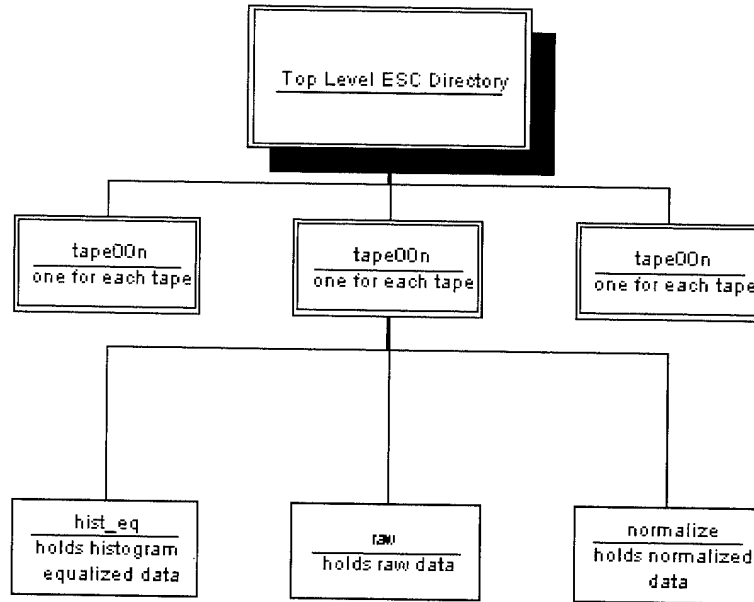 Top Level ESC Directory
tape00n
one for each tape
tape00n
one for each tape
tape00n
one for each tape
hist_eq
holds histogram
equalized data
raw
holds raw data
normalize
holds normalized
data